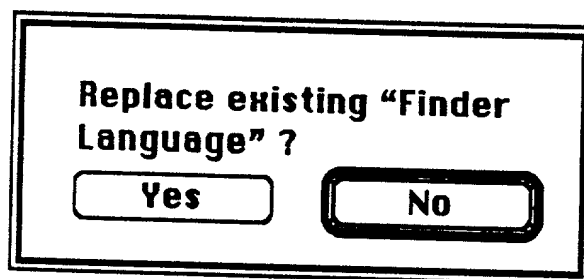 Replace existing “Finder
Language” ?
Yes
No